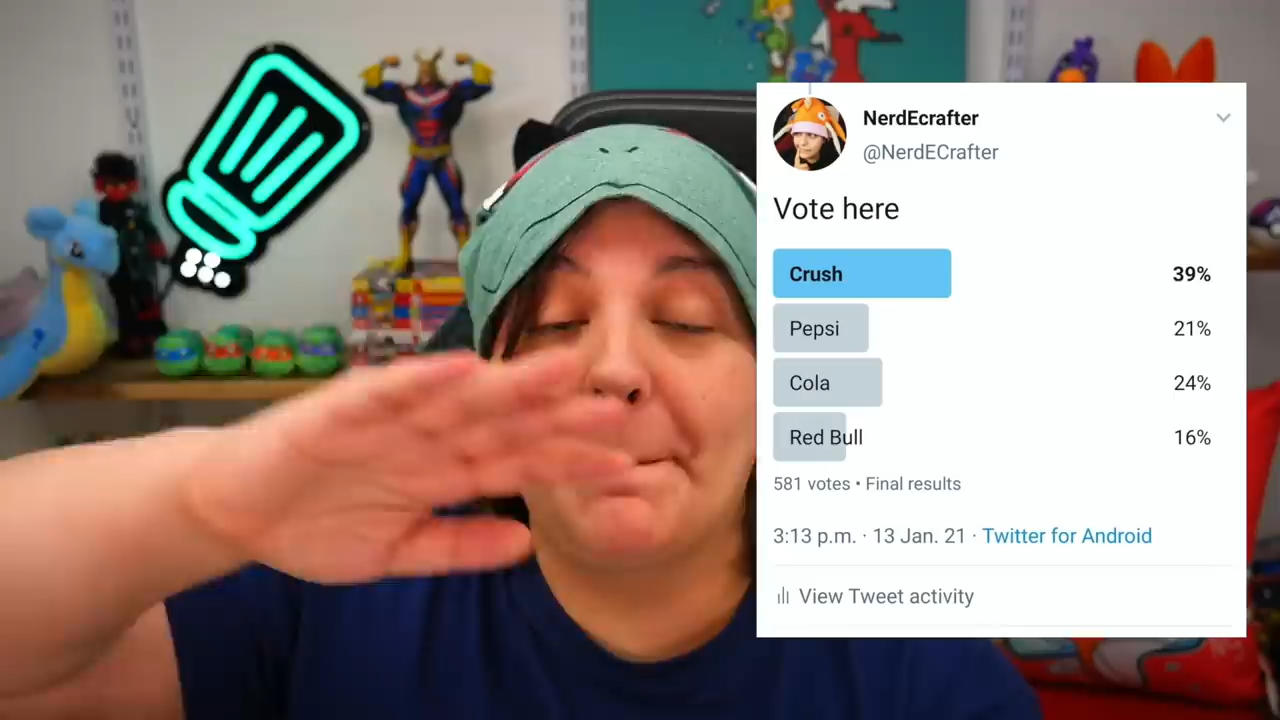 NerdEcrafter
@NerdECrafter
Vote here
Crush 39%
Pepsi 21%
Cola 24%
Red Bull 16%
581 votes • Final results
3:13 p.m. · 13 Jan. 21 · Twitter for Android
View Tweet activity